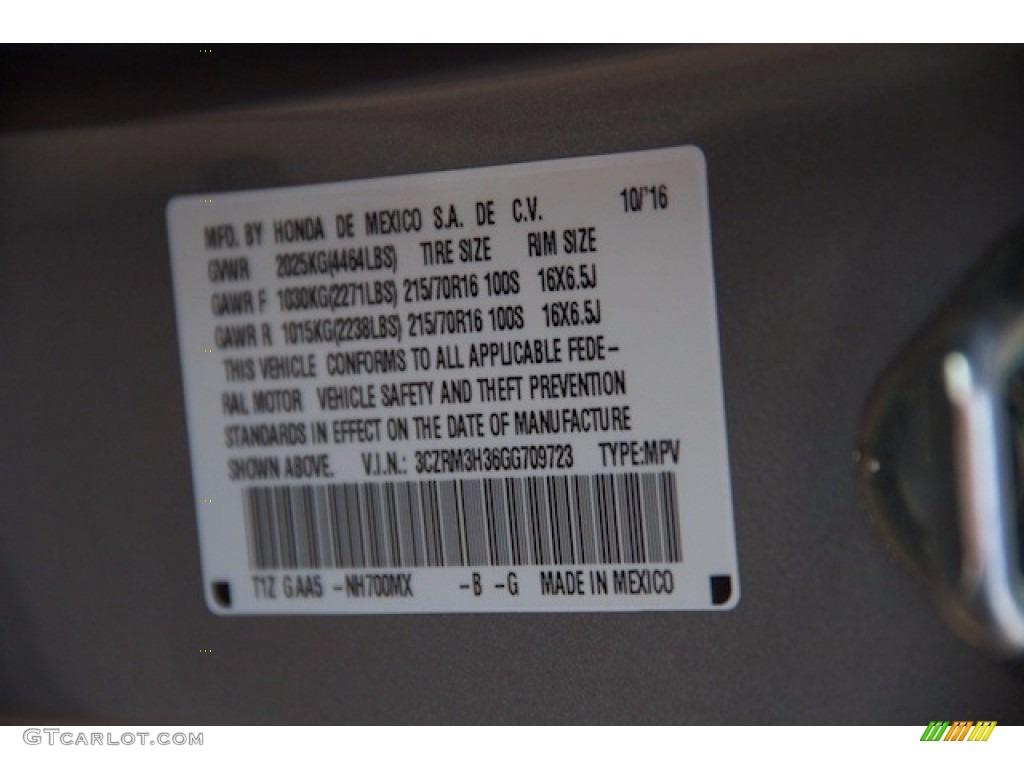 MFD. BY HONDA DE MEXICO S.A. DE C.V. 10/'16
GVWR 2025KG(4464LBS) TIRE SIZE RIM SIZE
GAWR F 1030KG(2271LBS) 215/70R16 100S 16X6.5J
GAWR R 1015KG(2238LBS) 215/70R16 100S 16X6.5J
THIS VEHICLE CONFORMS TO ALL APPLICABLE FEDE–
RAL MOTOR VEHICLE SAFETY AND THEFT PREVENTION
STANDARDS IN EFFECT ON THE DATE OF MANUFACTURE
SHOWN ABOVE. V.I.N.: 3CZRM3H36GG709723 TYPE:MPV
T1Z GAA5 –NH700MX –B –G MADE IN MEXICO
GTCarlot.com